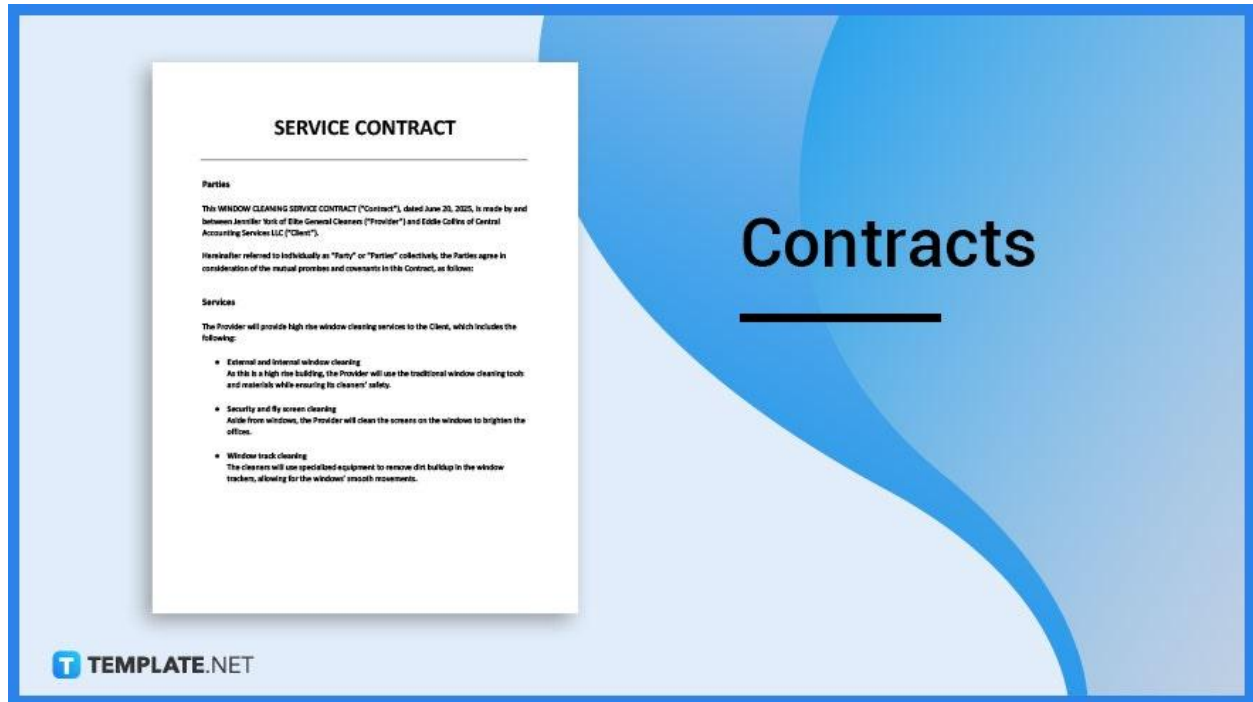 SERVICE CONTRACT
Parties
This WINDOW CLEANING SERVICE CONTRACT ("Contract"), dated June 20, 2025, is made by and
between Jennifer York of Elite General Cleaners ("Provider") and Eddie Collins of Central
Accounting Services LLC ("Client").
Hereinafter referred to individually as "Party" or "Parties" collectively, the Parties agree in
consideration of the mutual promises and covenants in this Contract, as follows:
Services
The Provider will provide high rise window cleaning services to the Client, which includes the
following:
● External and internal window cleaning
As this is a high rise building, the Provider will use the traditional window cleaning tools
and materials while ensuring its cleaners' safety.
● Security and fly screen cleaning
Aside from windows, the Provider will clean the screens on the windows to brighten the
offices.
● Window track cleaning
The cleaners will use specialized equipment to remove dirt buildup in the window
trackers, allowing for the windows' smooth movements.
Contracts
T TEMPLATE.NET